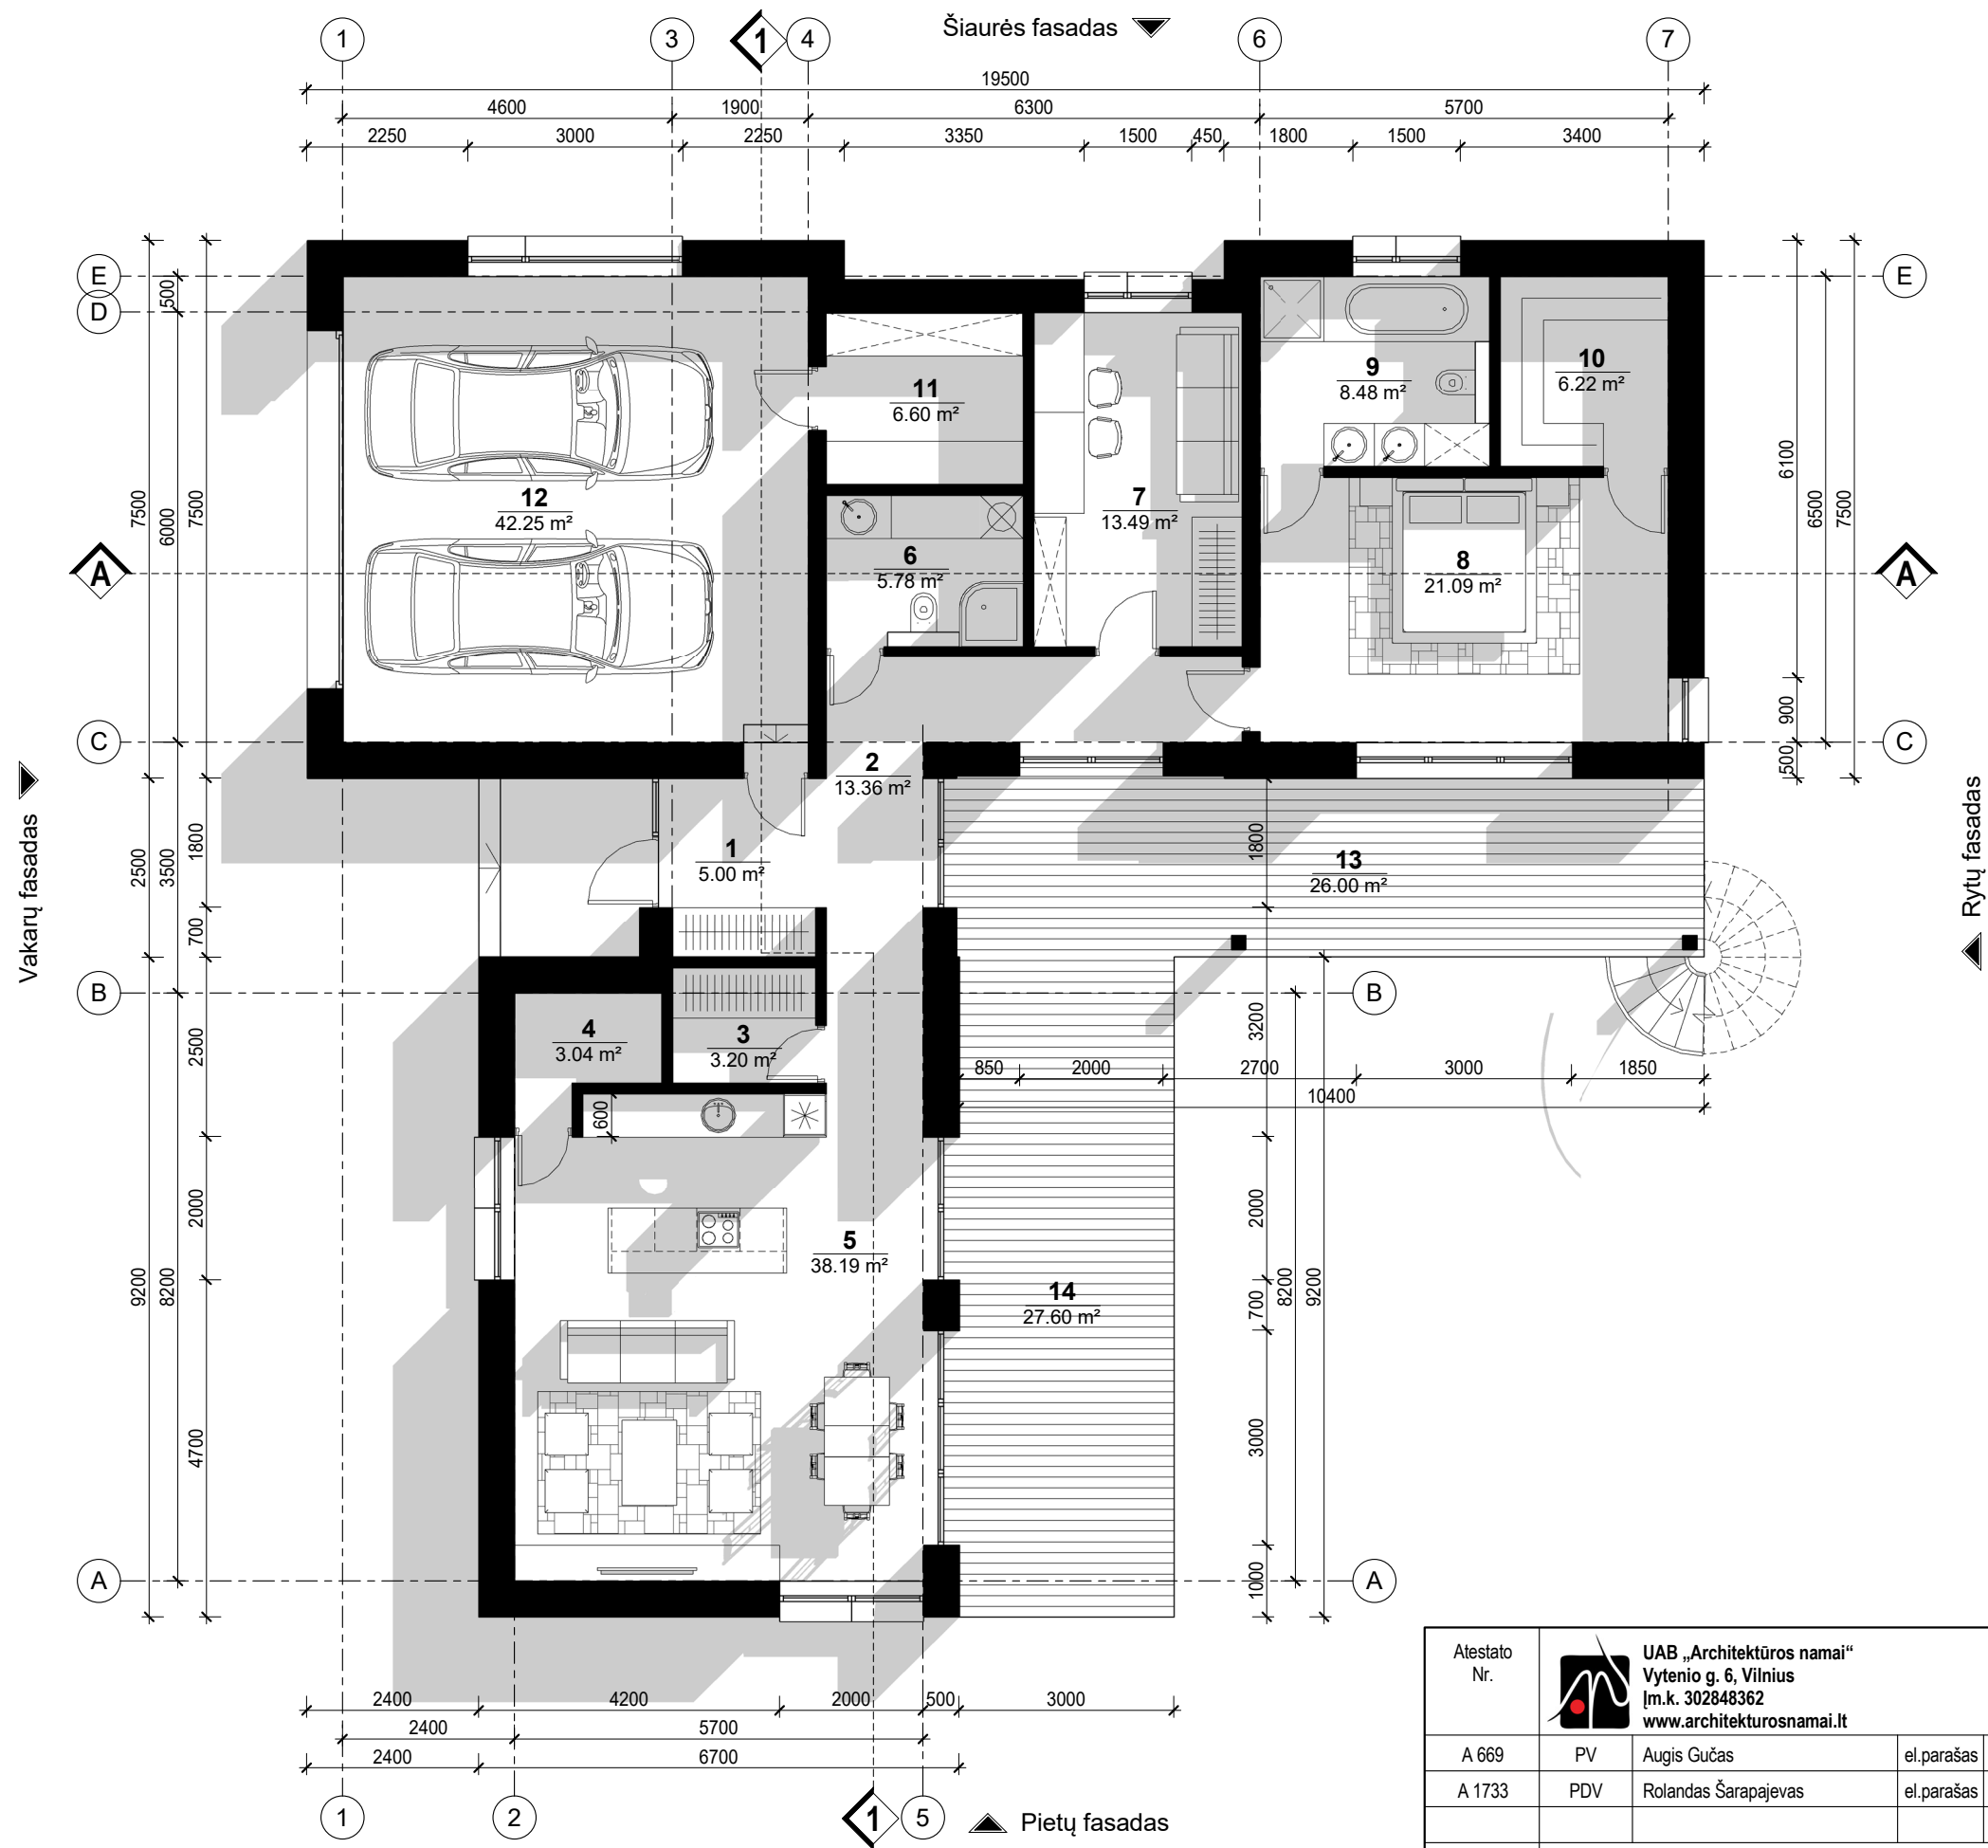 Šiaurės fasadas
1 3 1 4 6 7
19500
4600 1900 6300 5700
2250 3000 2250 3350 1500 450 1800 1500 3400
E
D
C
B
A
A
E
C
A
B
A
Vakarų fasadas
Rytų fasadas
7500
2500
9200
500
6000
3500
8200
7500
1800
700
2500
2000
4700
6100
900
500
6500
7500
12
42.25 m²
11
6.60 m²
7
13.49 m²
9
8.48 m²
10
6.22 m²
6
5.78 m²
8
21.09 m²
2
13.36 m²
1
5.00 m²
13
26.00 m²
4
3.04 m²
3
3.20 m²
600
5
38.19 m²
14
27.60 m²
1800
3200
2000
700
3000
1000
8200
9200
850 2000 2700 3000 1850
10400
2400 4200 2000 500 3000
2400 5700
2400 6700
1 2 1 5
Pietų fasadas
Atestato
Nr.
UAB „Architektūros namai“
Vytenio g. 6, Vilnius
Įm.k. 302848362
www.architekturosnamai.lt
A 669 PV Augis Gučas el.parašas
A 1733 PDV Rolandas Šarapajevas el.parašas